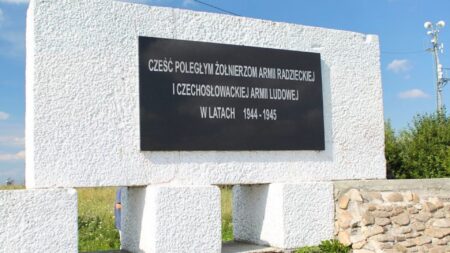 CZEŚĆ POLEGŁYM ŻOŁNIERZOM ARMII RADZIECKIEJ
I CZECHOSŁOWACKIEJ ARMII LUDOWEJ
W LATACH 1944-1945